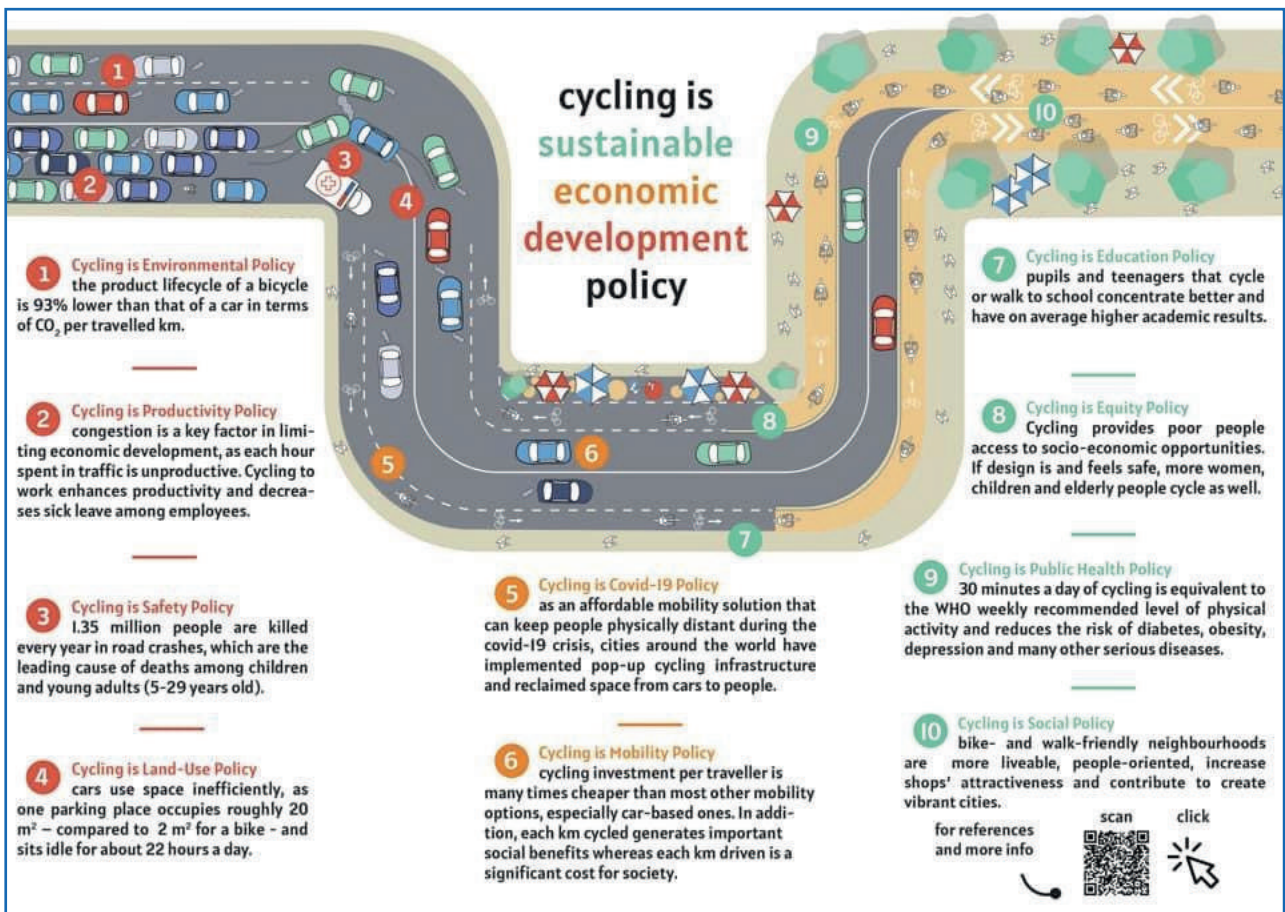 cycling is
sustainable
economic
development
policy
1 Cycling is Environmental Policy
the product lifecycle of a bicycle
is 93% lower than that of a car in terms
of CO₂ per travelled km.
2 Cycling is Productivity Policy
congestion is a key factor in limi-
ting economic development, as each hour
spent in traffic is unproductive. Cycling to
work enhances productivity and decrea-
ses sick leave among employees.
3 Cycling is Safety Policy
1.35 million people are killed
every year in road crashes, which are the
leading cause of deaths among children
and young adults (5-29 years old).
4 Cycling is Land-Use Policy
cars use space inefficiently, as
one parking place occupies roughly 20
m² – compared to 2 m² for a bike - and
sits idle for about 22 hours a day.
5 Cycling is Covid-19 Policy
as an affordable mobility solution that
can keep people physically distant during the
covid-19 crisis, cities around the world have
implemented pop-up cycling infrastructure
and reclaimed space from cars to people.
6 Cycling is Mobility Policy
cycling investment per traveller is
many times cheaper than most other mobility
options, especially car-based ones. In addi-
tion, each km cycled generates important
social benefits whereas each km driven is a
significant cost for society.
7 Cycling is Education Policy
pupils and teenagers that cycle
or walk to school concentrate better and
have on average higher academic results.
8 Cycling is Equity Policy
Cycling provides poor people
access to socio-economic opportunities.
If design is and feels safe, more women,
children and elderly people cycle as well.
9 Cycling is Public Health Policy
30 minutes a day of cycling is equivalent to
the WHO weekly recommended level of physical
activity and reduces the risk of diabetes, obesity,
depression and many other serious diseases.
10 Cycling is Social Policy
bike- and walk-friendly neighbourhoods
are more liveable, people-oriented, increase
shops' attractiveness and contribute to create
vibrant cities.
for references
and more info
scan
click
1
2
3
4
5
6
7
8
9
10